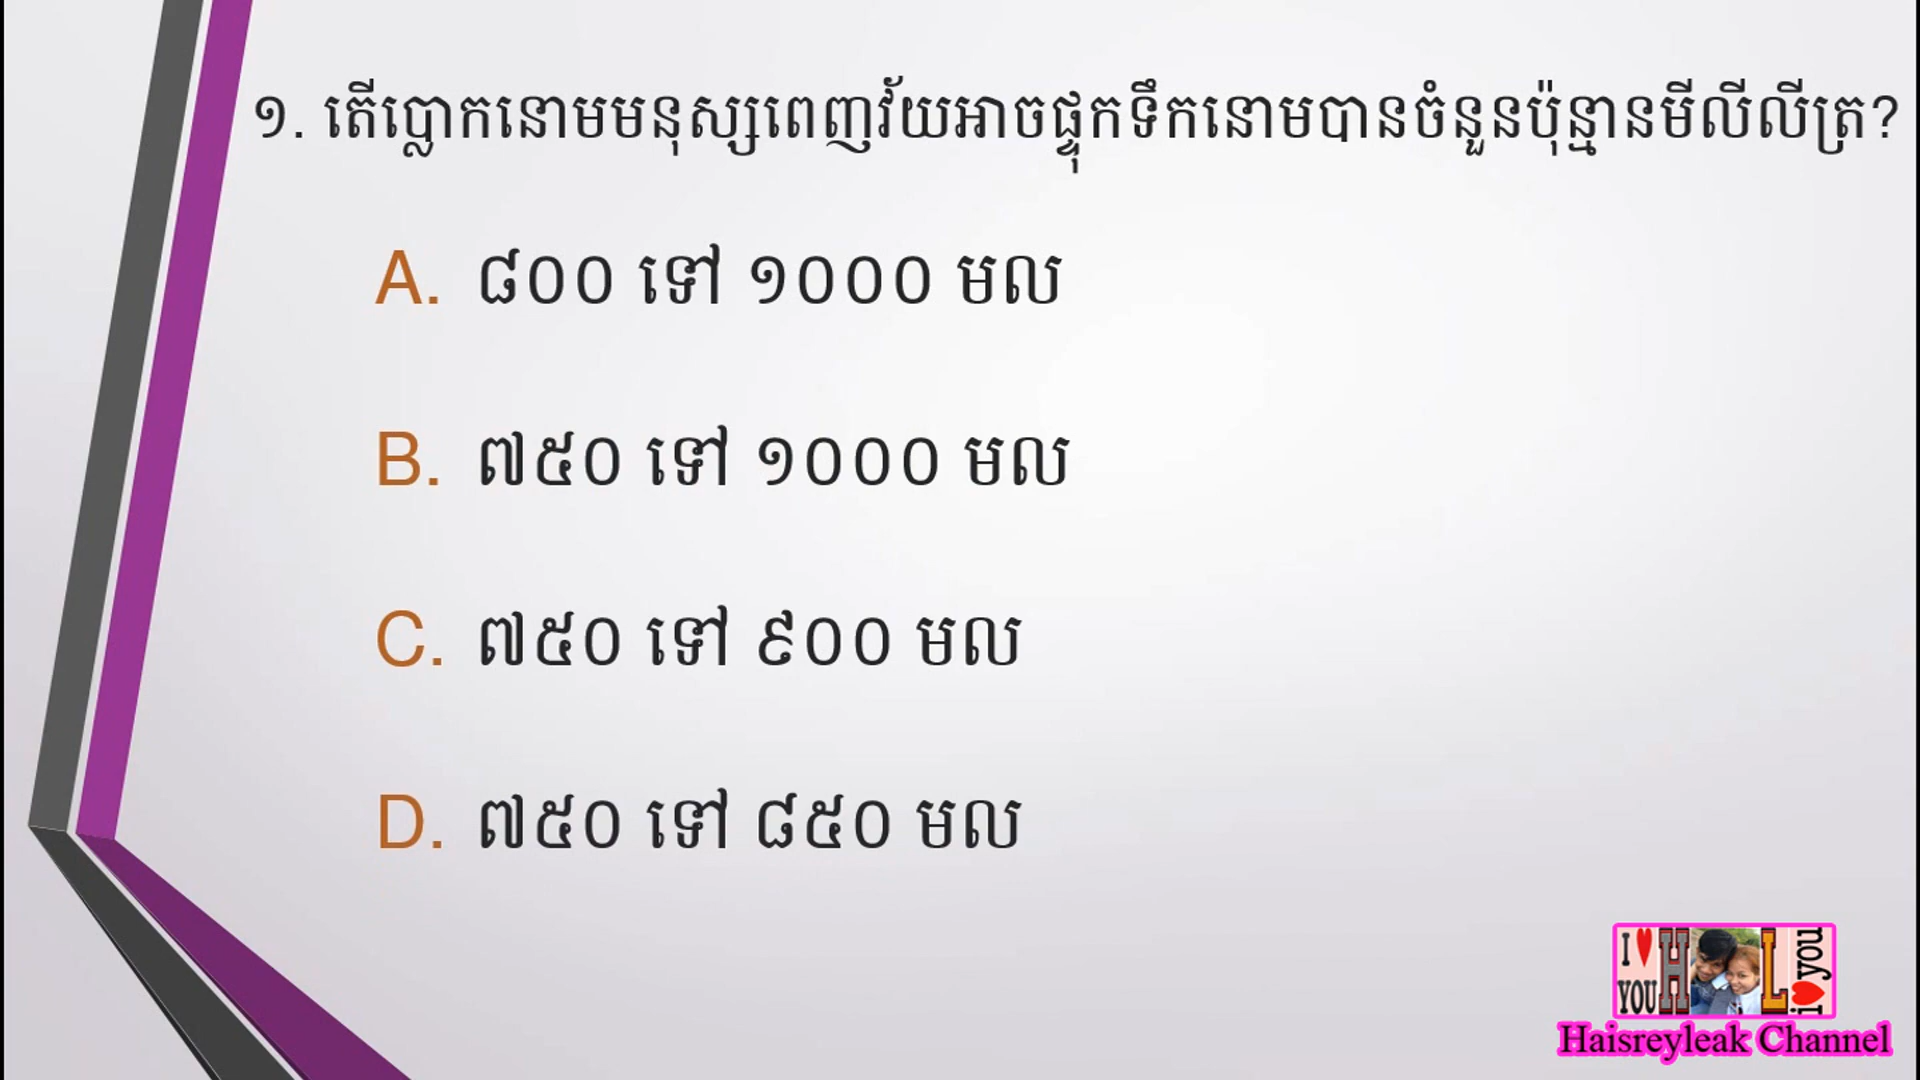 ១. តើប្លោកនោមមនុស្សពេញវ័យអាចផ្ទុកទឹកនោមបានចំនួនប៉ុន្មានមីលីលីត្រ?
A. ៨០០ ទៅ ១០០០ មល
B. ៧៥០ ទៅ ១០០០ មល
C. ៧៥០ ទៅ ៩០០ មល
D. ៧៥០ ទៅ ៨៥០ មល
I ♥ YOU H L i ♥ you
Haisreyleak Channel